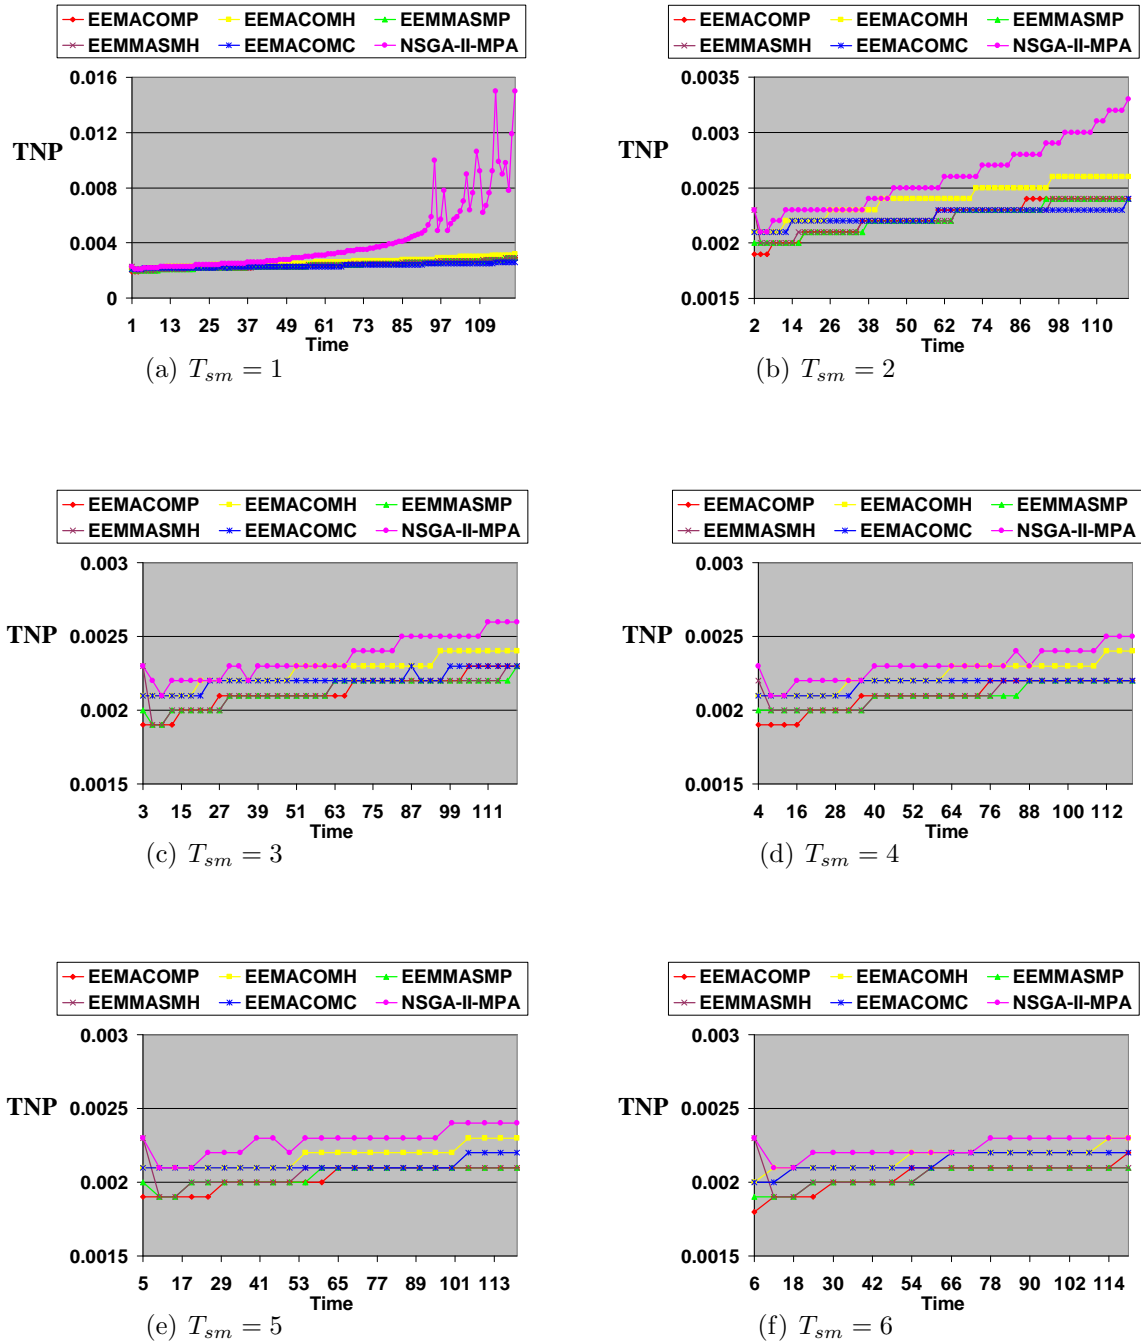 EEMACOMP EEMACOMH EEMMASMP
EEMMASMH EEMACOMC NSGA-II-MPA
0.016
0.012
TNP
0.008
0.004
0
1 13 25 37 49 61 73 85 97 109
Time
(a) T_sm = 1
EEMACOMP EEMACOMH EEMMASMP
EEMMASMH EEMACOMC NSGA-II-MPA
0.0035
0.003
TNP
0.0025
0.002
0.0015
2 14 26 38 50 62 74 86 98 110
Time
(b) T_sm = 2
EEMACOMP EEMACOMH EEMMASMP
EEMMASMH EEMACOMC NSGA-II-MPA
0.003
TNP
0.0025
0.002
0.0015
3 15 27 39 51 63 75 87 99 111
Time
(c) T_sm = 3
EEMACOMP EEMACOMH EEMMASMP
EEMMASMH EEMACOMC NSGA-II-MPA
0.003
TNP
0.0025
0.002
0.0015
4 16 28 40 52 64 76 88 100 112
Time
(d) T_sm = 4
EEMACOMP EEMACOMH EEMMASMP
EEMMASMH EEMACOMC NSGA-II-MPA
0.003
0.0025
TNP
0.002
0.0015
5 17 29 41 53 65 77 89 101 113
Time
(e) T_sm = 5
EEMACOMP EEMACOMH EEMMASMP
EEMMASMH EEMACOMC NSGA-II-MPA
0.003
0.0025
TNP
0.002
0.0015
6 18 30 42 54 66 78 90 102 114
Time
(f) T_sm = 6